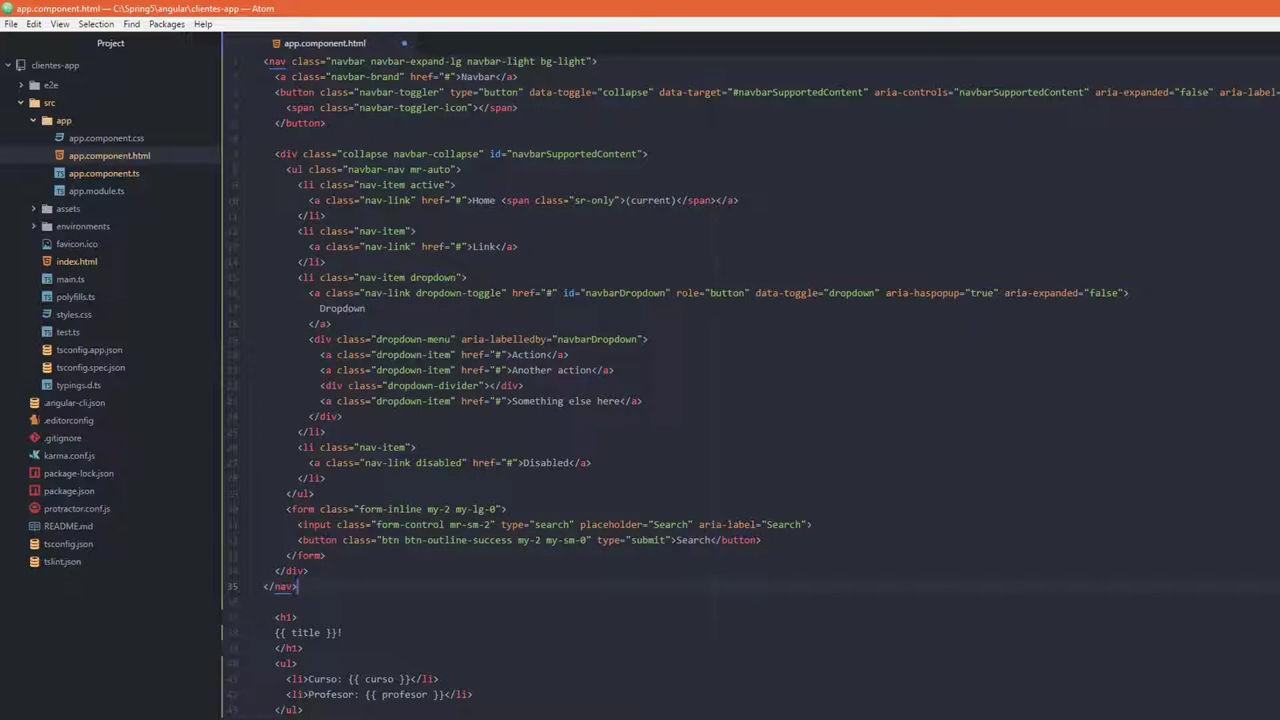 app.component.html — C:\Spring5\angular\clientes-app — Atom
File Edit View Selection Find Packages Help
Project
clientes-app
e2e
src
app
app.component.css
app.component.html
app.component.ts
app.module.ts
assets
environments
favicon.ico
index.html
main.ts
polyfills.ts
styles.css
test.ts
tsconfig.app.json
tsconfig.spec.json
typings.d.ts
.angular-cli.json
.editorconfig
.gitignore
karma.conf.js
package-lock.json
package.json
protractor.conf.js
README.md
tsconfig.json
tslint.json
app.component.html
<nav class="navbar navbar-expand-lg navbar-light bg-light">
<a class="navbar-brand" href="#">Navbar</a>
<button class="navbar-toggler" type="button" data-toggle="collapse" data-target="#navbarSupportedContent" aria-controls="navbarSupportedContent" aria-expanded="false" aria-label=
<span class="navbar-toggler-icon"></span>
</button>
<div class="collapse navbar-collapse" id="navbarSupportedContent">
<ul class="navbar-nav mr-auto">
<li class="nav-item active">
<a class="nav-link" href="#">Home <span class="sr-only">(current)</span></a>
</li>
<li class="nav-item">
<a class="nav-link" href="#">Link</a>
</li>
<li class="nav-item dropdown">
<a class="nav-link dropdown-toggle" href="#" id="navbarDropdown" role="button" data-toggle="dropdown" aria-haspopup="true" aria-expanded="false">
Dropdown
</a>
<div class="dropdown-menu" aria-labelledby="navbarDropdown">
<a class="dropdown-item" href="#">Action</a>
<a class="dropdown-item" href="#">Another action</a>
<div class="dropdown-divider"></div>
<a class="dropdown-item" href="#">Something else here</a>
</div>
</li>
<li class="nav-item">
<a class="nav-link disabled" href="#">Disabled</a>
</li>
</ul>
<form class="form-inline my-2 my-lg-0">
<input class="form-control mr-sm-2" type="search" placeholder="Search" aria-label="Search">
<button class="btn btn-outline-success my-2 my-sm-0" type="submit">Search</button>
</form>
</div>
35 </nav>
<h1>
{{ title }}!
</h1>
<ul>
<li>Curso: {{ curso }}</li>
<li>Profesor: {{ profesor }}</li>
</ul>